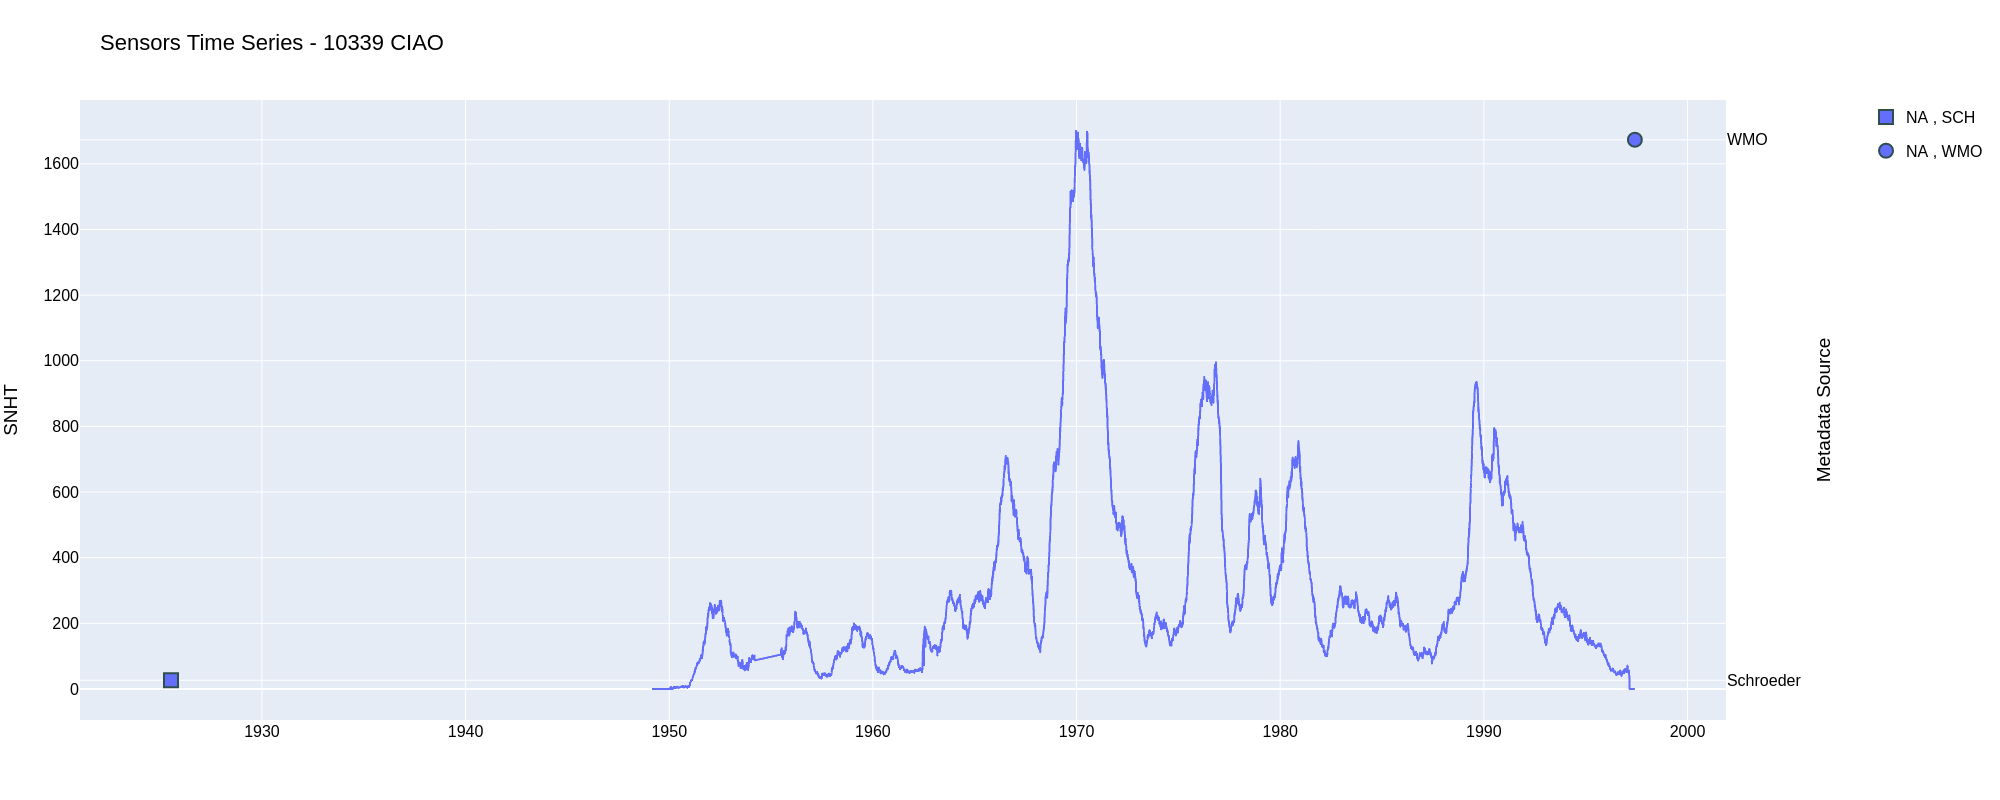 Sensors Time Series - 10339 CIAO
NA , SCH
NA , WMO
WMO
Schroeder
1600
1400
1200
1000
800
600
400
200
0
SNHT
Metadata Source
1930 1940 1950 1960 1970 1980 1990 2000